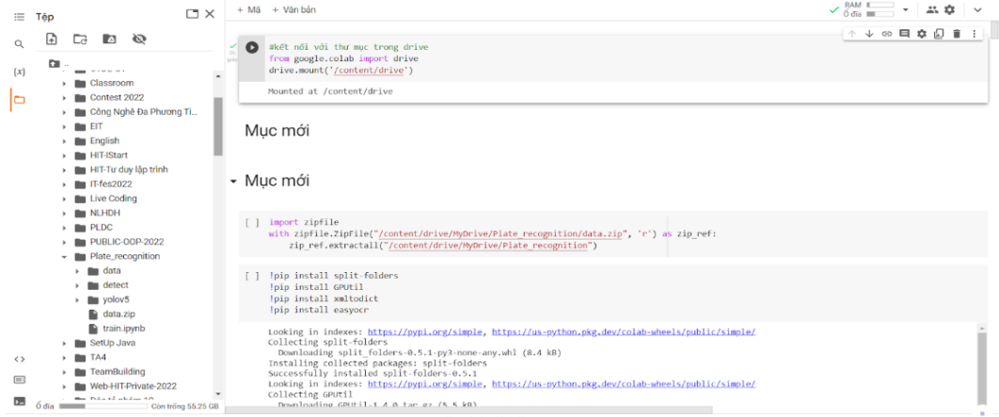 Tệp
+ Mã + Văn bản
RAM
Ổ đĩa
{x}
..
Classroom
Contest 2022
Công Nghệ Đa Phương Ti...
EIT
English
HIT-IStart
HIT-Tư duy lập trình
IT-fes2022
Live Coding
NLHDH
PLDC
PUBLIC-OOP-2022
Plate_recognition
data
detect
yolov5
data.zip
train.ipynb
SetUp Java
TA4
TeamBuilding
Web-HIT-Private-2022
Ổ đĩa Còn trống 55.25 GB
#kết nối với thư mục trong drive
from google.colab import drive
drive.mount('/content/drive')
Mounted at /content/drive
Mục mới
Mục mới
[ ] import zipfile
with zipfile.ZipFile("/content/drive/MyDrive/Plate_recognition/data.zip", 'r') as zip_ref:
zip_ref.extractall("/content/drive/MyDrive/Plate_recognition")
[ ] !pip install split-folders
!pip install GPUtil
!pip install xmltodict
!pip install easyocr
Looking in indexes: https://pypi.org/simple, https://us-python.pkg.dev/colab-wheels/public/simple/
Collecting split-folders
Downloading split_folders-0.5.1-py3-none-any.whl (8.4 kB)
Installing collected packages: split-folders
Successfully installed split-folders-0.5.1
Looking in indexes: https://pypi.org/simple, https://us-python.pkg.dev/colab-wheels/public/simple/
Collecting GPUtil
Downloading GPUtil-1.4.0.tar.gz (5.5 kB)